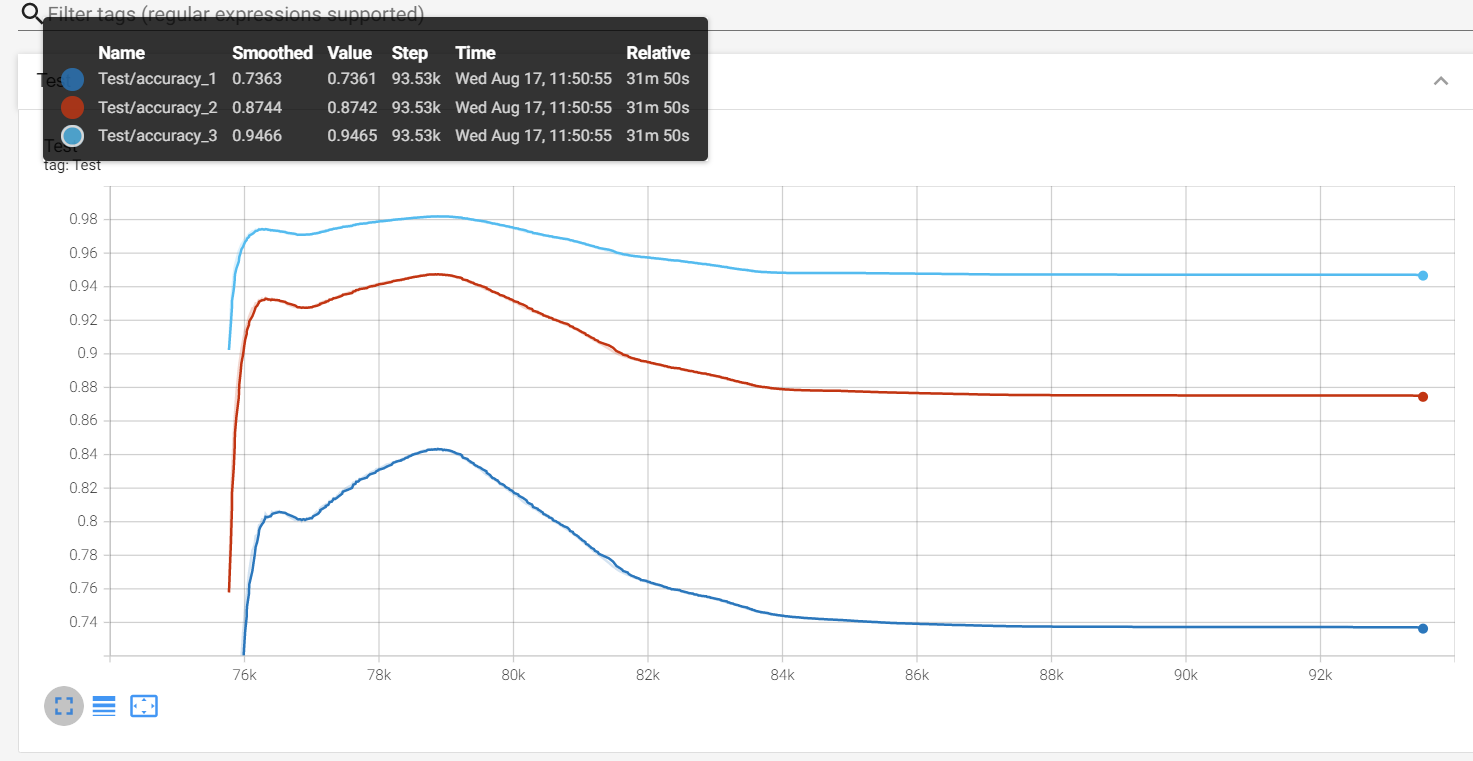 Filter tags (regular expressions supported)
Name Smoothed Value Step Time Relative
Test/accuracy_1 0.7363 0.7361 93.53k Wed Aug 17, 11:50:55 31m 50s
Test/accuracy_2 0.8744 0.8742 93.53k Wed Aug 17, 11:50:55 31m 50s
Test/accuracy_3 0.9466 0.9465 93.53k Wed Aug 17, 11:50:55 31m 50s
Test
tag: Test
0.98
0.96
0.94
0.92
0.9
0.88
0.86
0.84
0.82
0.8
0.78
0.76
0.74
76k 78k 80k 82k 84k 86k 88k 90k 92k